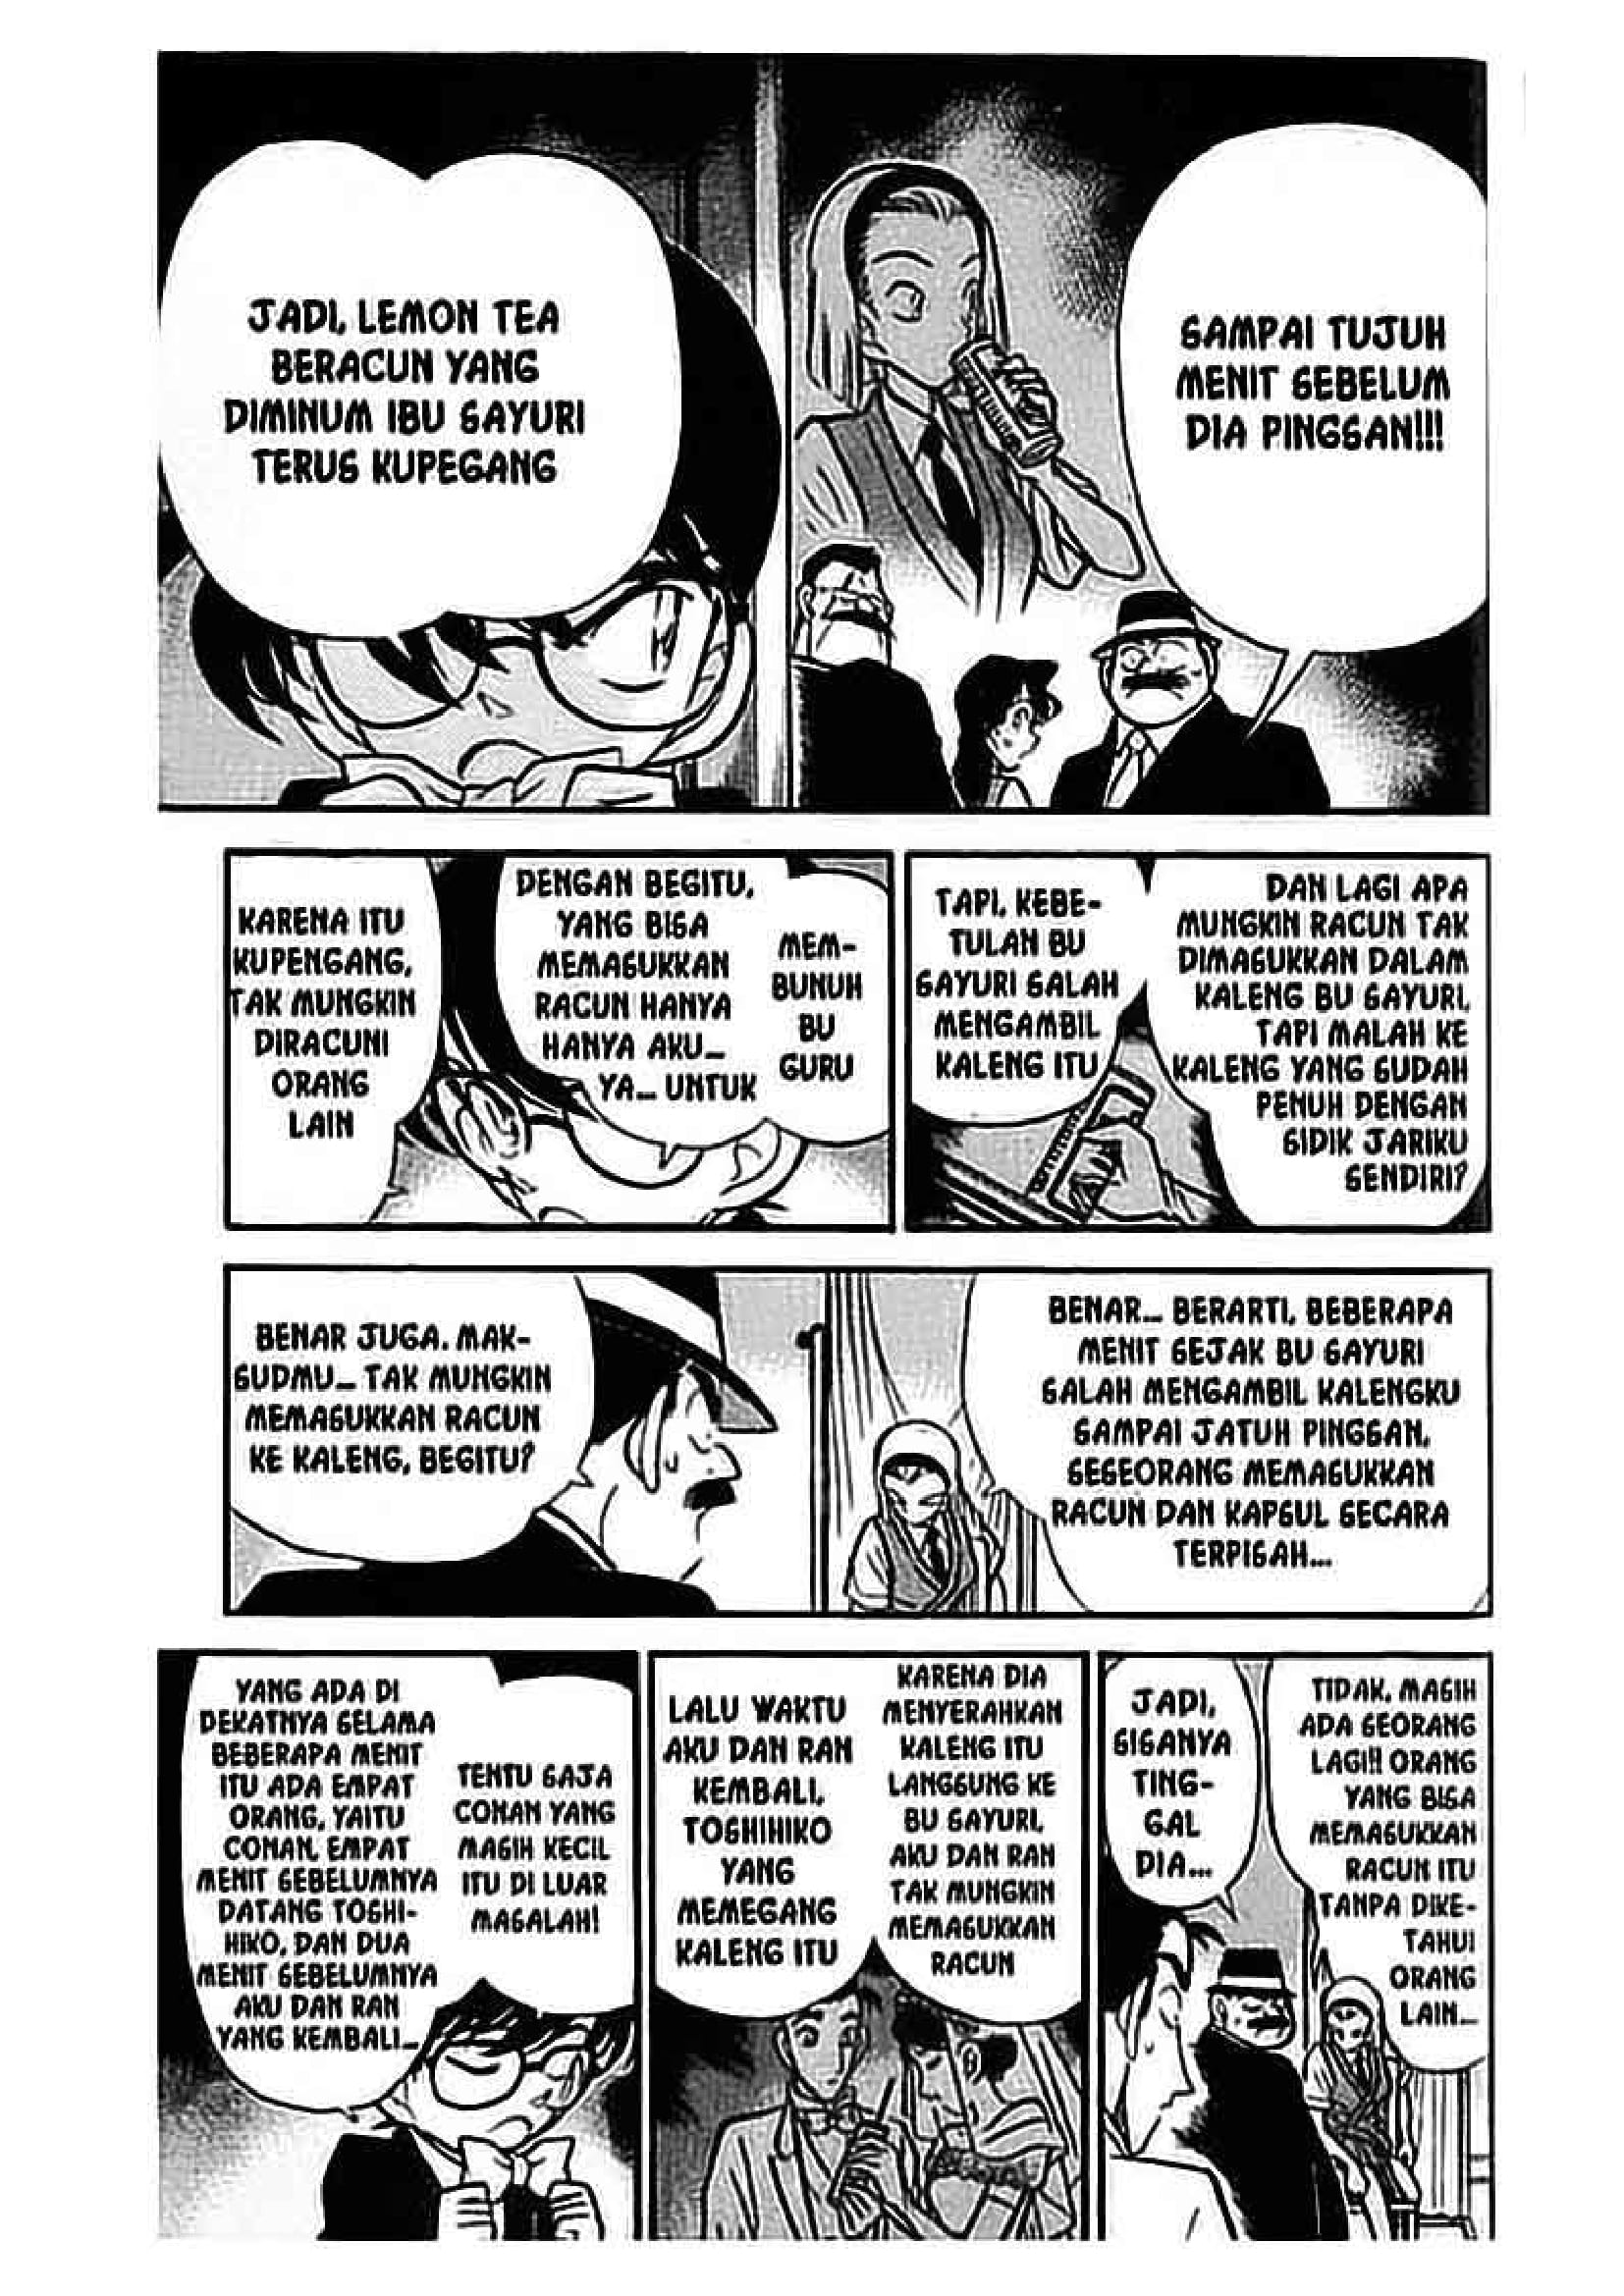 JADI, LEMON TEA
BERACUN YANG
DIMINUM IBU SAYURI
TERUS KUPEGANG
SAMPAI TUJUH
MENIT SEBELUM
DIA PINGSAN!!!
KARENA ITU
KUPENGANG,
TAK MUNGKIN
DIRACUNI
ORANG
LAIN
DENGAN BEGITU,
YANG BISA
MEMASUKKAN
RACUN HANYA
HANYA AKU...
YA... UNTUK
MEM-
BUNUH
BU
GURU
TAPI, KEBE-
TULAN BU
SAYURI SALAH
MENGAMBIL
KALENG ITU
DAN LAGI APA
MUNGKIN RACUN TAK
DIMASUKKAN DALAM
KALENG BU SAYURI,
TAPI MALAH KE
KALENG YANG SUDAH
PENUH DENGAN
SIDIK JARIKU
SENDIRI?
BENAR JUGA. MAK-
SUDMU... TAK MUNGKIN
MEMASUKKAN RACUN
KE KALENG, BEGITU?
BENAR... BERARTI, BEBERAPA
MENIT SEJAK BU SAYURI
SALAH MENGAMBIL KALENGKU
SAMPAI JATUH PINGSAN,
SESEORANG MEMASUKKAN
RACUN DAN KAPSUL SECARA
TERPISAH...
YANG ADA DI
DEKATNYA SELAMA
BEBERAPA MENIT
ITU ADA EMPAT
ORANG, YAITU
CONAN, EMPAT
MENIT SEBELUMNYA
DATANG TOSHI-
HIKO, DAN DUA
MENIT SEBELUMNYA
AKU DAN RAN
YANG KEMBALI...
TENTU SAJA
CONAN YANG
MASIH KECIL
ITU DI LUAR
MASALAH!
LALU WAKTU
AKU DAN RAN
KEMBALI,
TOSHIHIKO
YANG
MEMEGANG
KALENG ITU
KARENA DIA
MENYERAHKAN
KALENG ITU
LANGSUNG KE
BU SAYURI,
AKU DAN RAN
TAK MUNGKIN
MEMASUKKAN
RACUN
JADI,
SISANYA
TING-
GAL
DIA...
TIDAK, MASIH
ADA SEORANG
LAGI!! ORANG
YANG BISA
MEMASUKKAN
RACUN ITU
TANPA DIKE-
TAHUI
ORANG
LAIN...